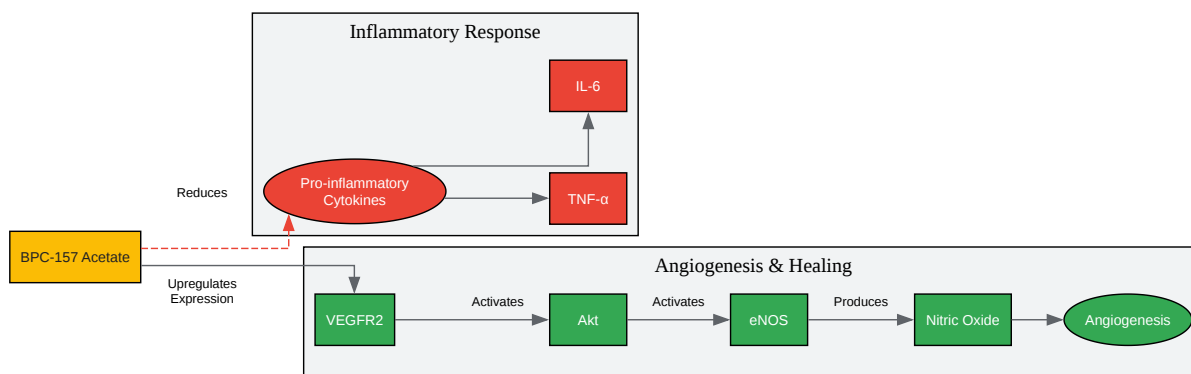 Inflammatory Response
IL-6
Pro-inflammatory
Cytokines
TNF-α
Reduces
BPC-157 Acetate
Upregulates
Expression
Angiogenesis & Healing
VEGFR2
Activates
Akt
Activates
eNOS
Produces
Nitric Oxide
Angiogenesis